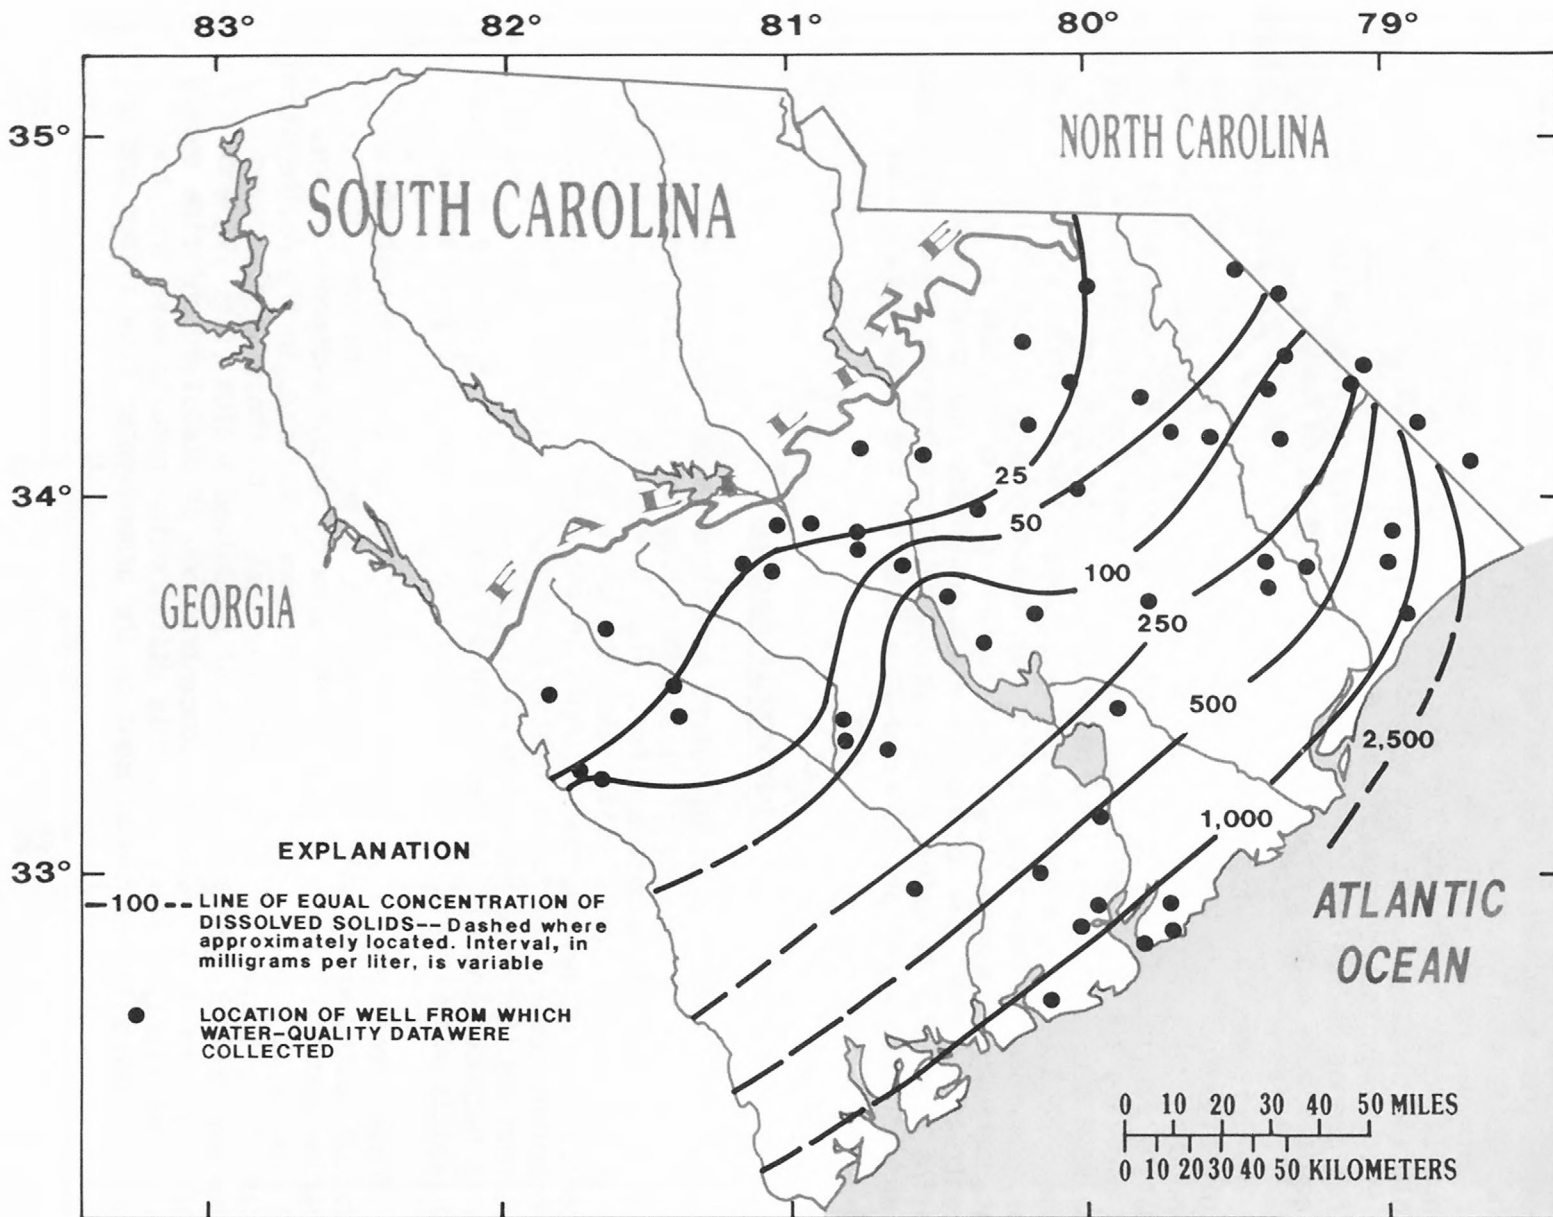 83° 82° 81° 80° 79°
35°
NORTH CAROLINA
SOUTH CAROLINA
FALL LINE
34°
25
50
100
GEORGIA
250
500
2,500
1,000
33°
EXPLANATION
—100-- LINE OF EQUAL CONCENTRATION OF
DISSOLVED SOLIDS--Dashed where
approximately located. Interval, in
milligrams per liter, is variable
LOCATION OF WELL FROM WHICH
WATER-QUALITY DATAWERE
COLLECTED
ATLANTIC
OCEAN
0 10 20 30 40 50 MILES
0 10 20 30 40 50 KILOMETERS